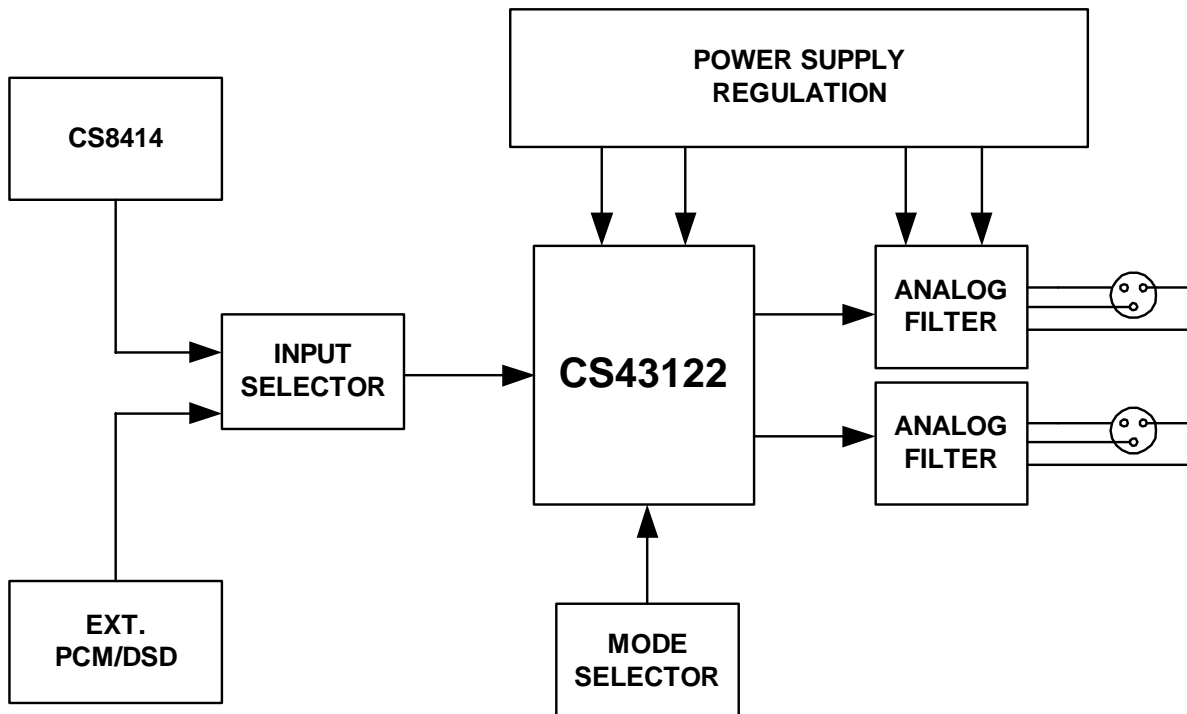 POWER SUPPLY
REGULATION
CS8414
INPUT
SELECTOR
CS43122
ANALOG
FILTER
ANALOG
FILTER
EXT.
PCM/DSD
MODE
SELECTOR